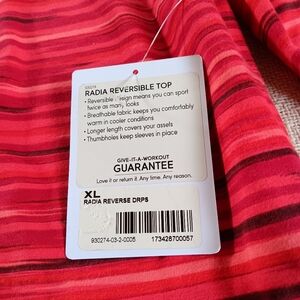 RADIA REVERSIBLE TOP
• Reversible design means you can sport
twice as many looks
• Breathable fabric keeps you comfortably
warm in cooler conditions
• Longer length covers your assets
• Thumbholes keep sleeves in place
GIVE-IT-A-WORKOUT
GUARANTEE
Love it or return it. Any time. Any reason.
XL
RADIA REVERSE DRPS
930274-03-2-0005
173428700057